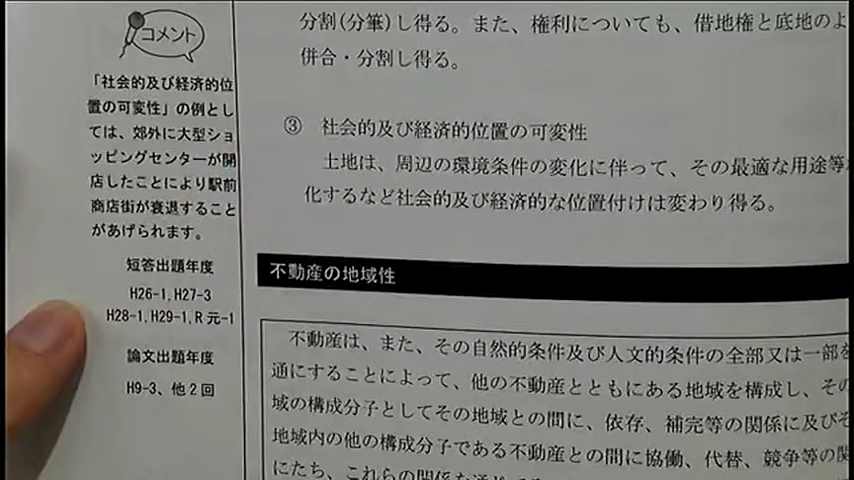 コメント
「社会的及び経済的位
置の可変性」の例とし
ては、郊外に大型ショ
ッピングセンターが開
店したことにより駅前
商店街が衰退すること
があげられます。
短答出題年度
H26-1,H27-3
H28-1,H29-1,R元-1
論文出題年度
H9-3、他2回
分割(分筆)し得る。また、権利についても、借地権と底地のよ
併合・分割し得る。
③ 社会的及び経済的位置の可変性
土地は、周辺の環境条件の変化に伴って、その最適な用途等
化するなど社会的及び経済的な位置付けは変わり得る。
不動産の地域性
不動産は、また、その自然的条件及び人文的条件の全部又は一部を
通にすることによって、他の不動産とともにある地域を構成し、その
域の構成分子としてその地域との間に、依存、補完等の関係に及びそ
地域内の他の構成分子である不動産との間に協働、代替、競争等の関
にたち、これらの関係を